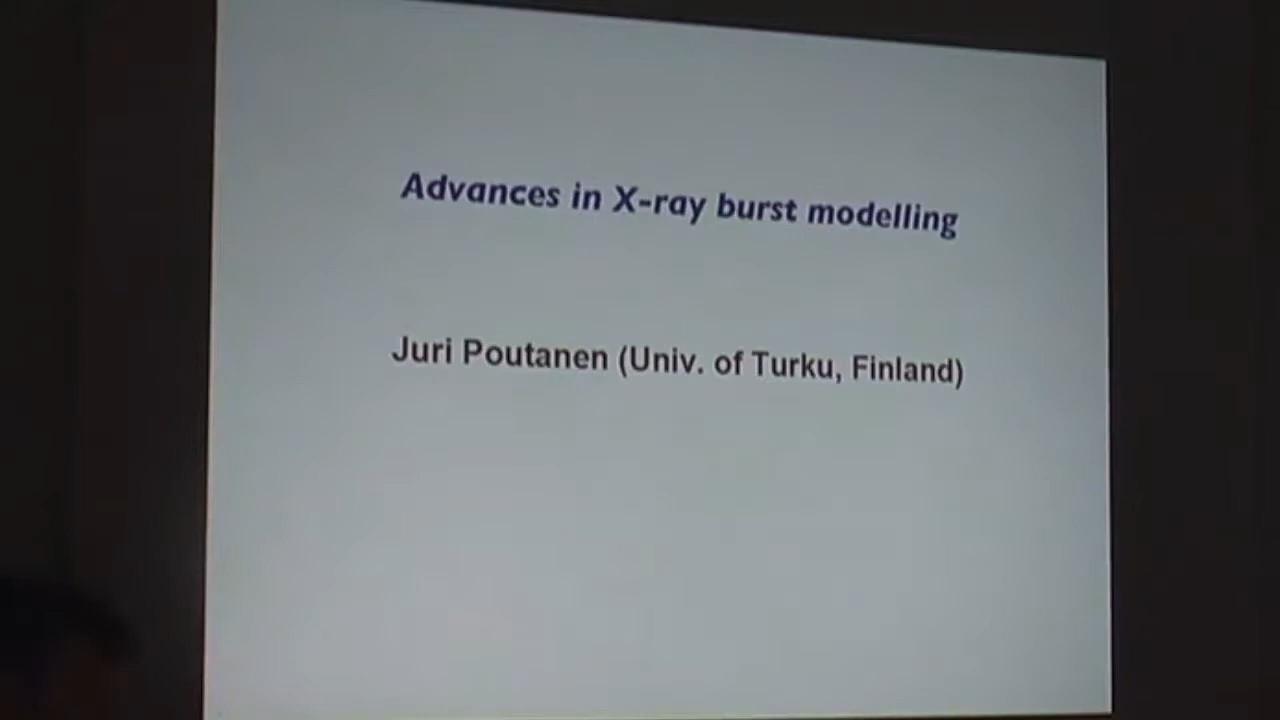 Advances in X-ray burst modelling
Juri Poutanen (Univ. of Turku, Finland)